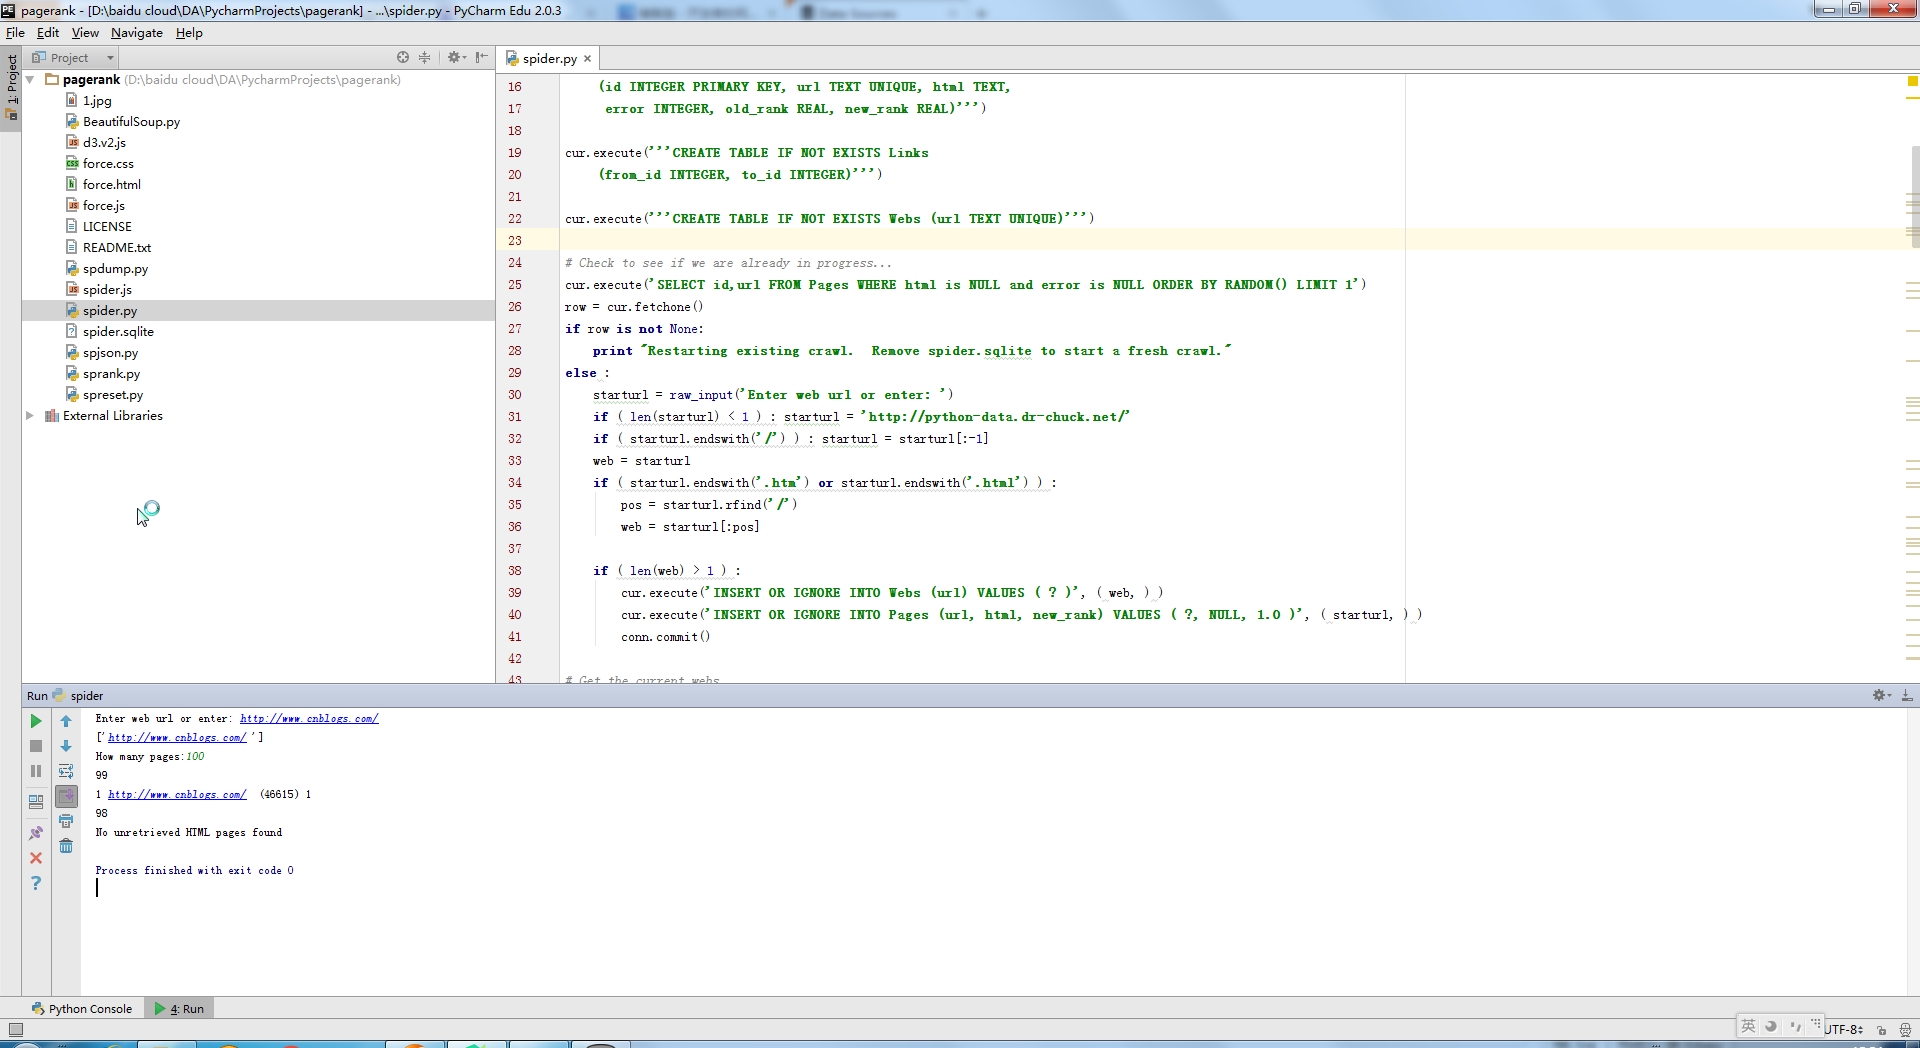 pagerank - [D:\baidu cloud\DA\PycharmProjects\pagerank] - ...\spider.py - PyCharm Edu 2.0.3
File Edit View Navigate Help
1: Project
Project
spider.py
pagerank (D:\baidu cloud\DA\PycharmProjects\pagerank)
1.jpg
BeautifulSoup.py
d3.v2.js
force.css
force.html
force.js
LICENSE
README.txt
spdump.py
spider.js
spider.py
spider.sqlite
spjson.py
sprank.py
spreset.py
External Libraries
16 (id INTEGER PRIMARY KEY, url TEXT UNIQUE, html TEXT,
17 error INTEGER, old_rank REAL, new_rank REAL)''')
18
19 cur.execute('''CREATE TABLE IF NOT EXISTS Links
20 (from_id INTEGER, to_id INTEGER)''')
21
22 cur.execute('''CREATE TABLE IF NOT EXISTS Webs (url TEXT UNIQUE)''')
23
24 # Check to see if we are already in progress...
25 cur.execute('SELECT id,url FROM Pages WHERE html is NULL and error is NULL ORDER BY RANDOM() LIMIT 1')
26 row = cur.fetchone()
27 if row is not None:
28 print "Restarting existing crawl.  Remove spider.sqlite to start a fresh crawl."
29 else :
30 starturl = raw_input('Enter web url or enter: ')
31 if ( len(starturl) < 1 ) : starturl = 'http://python-data.dr-chuck.net/'
32 if ( starturl.endswith('/') ) : starturl = starturl[:-1]
33 web = starturl
34 if ( starturl.endswith('.htm') or starturl.endswith('.html') ) :
35 pos = starturl.rfind('/')
36 web = starturl[:pos]
37
38 if ( len(web) > 1 ) :
39 cur.execute('INSERT OR IGNORE INTO Webs (url) VALUES ( ? )', ( web, ) )
40 cur.execute('INSERT OR IGNORE INTO Pages (url, html, new_rank) VALUES ( ?, NULL, 1.0 )', ( starturl, ) )
41 conn.commit()
42
43 # Get the current webs
Run spider
Enter web url or enter: http://www.cnblogs.com/
['http://www.cnblogs.com/ ']
How many pages:100
99
1 http://www.cnblogs.com/  (46615) 1
98
No unretrieved HTML pages found
Process finished with exit code 0
Python Console
4: Run
英
UTF-8